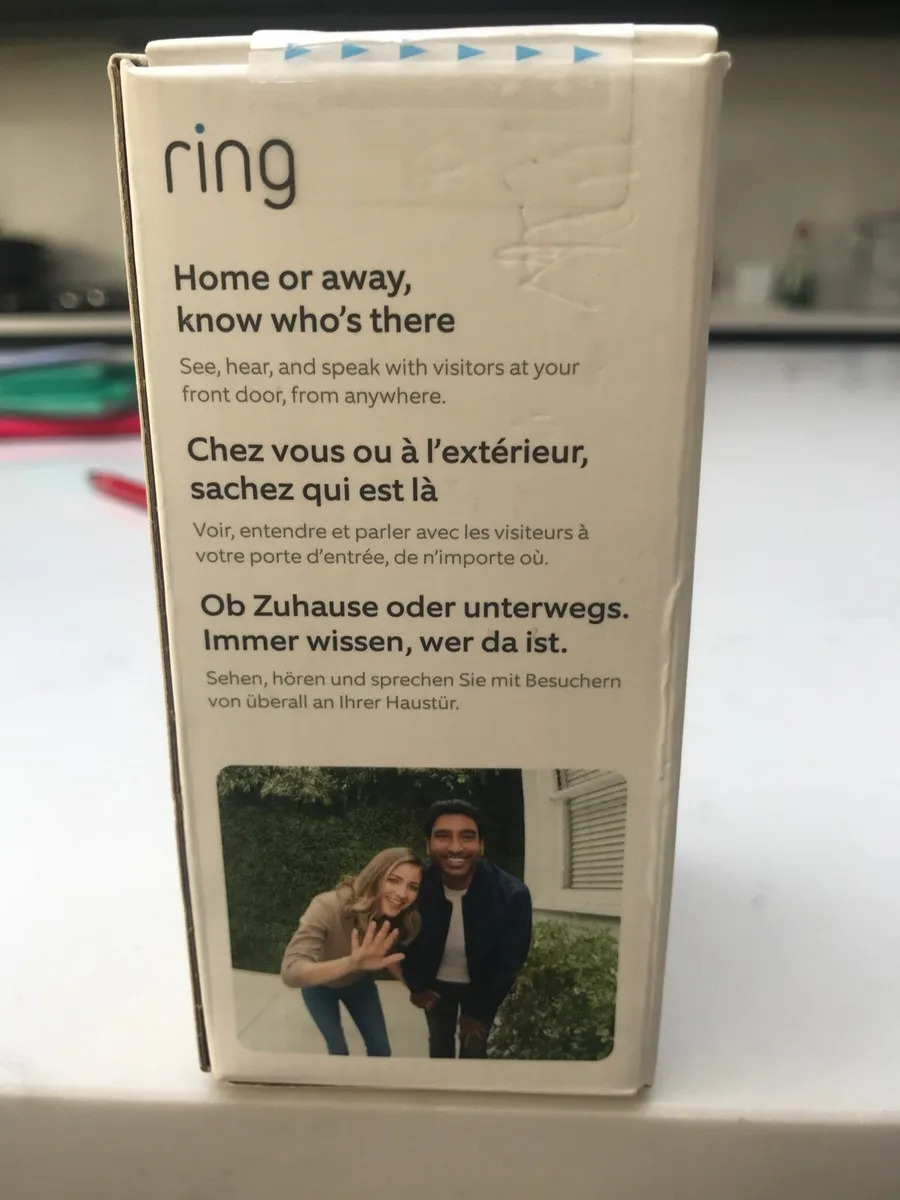 ring
Home or away,
know who's there
See, hear, and speak with visitors at your
front door, from anywhere.
Chez vous ou à l'extérieur,
sachez qui est là
Voir, entendre et parler avec les visiteurs à
votre porte d'entrée, de n'importe où.
Ob Zuhause oder unterwegs.
Immer wissen, wer da ist.
Sehen, hören und sprechen Sie mit Besuchern
von überall an Ihrer Haustür.